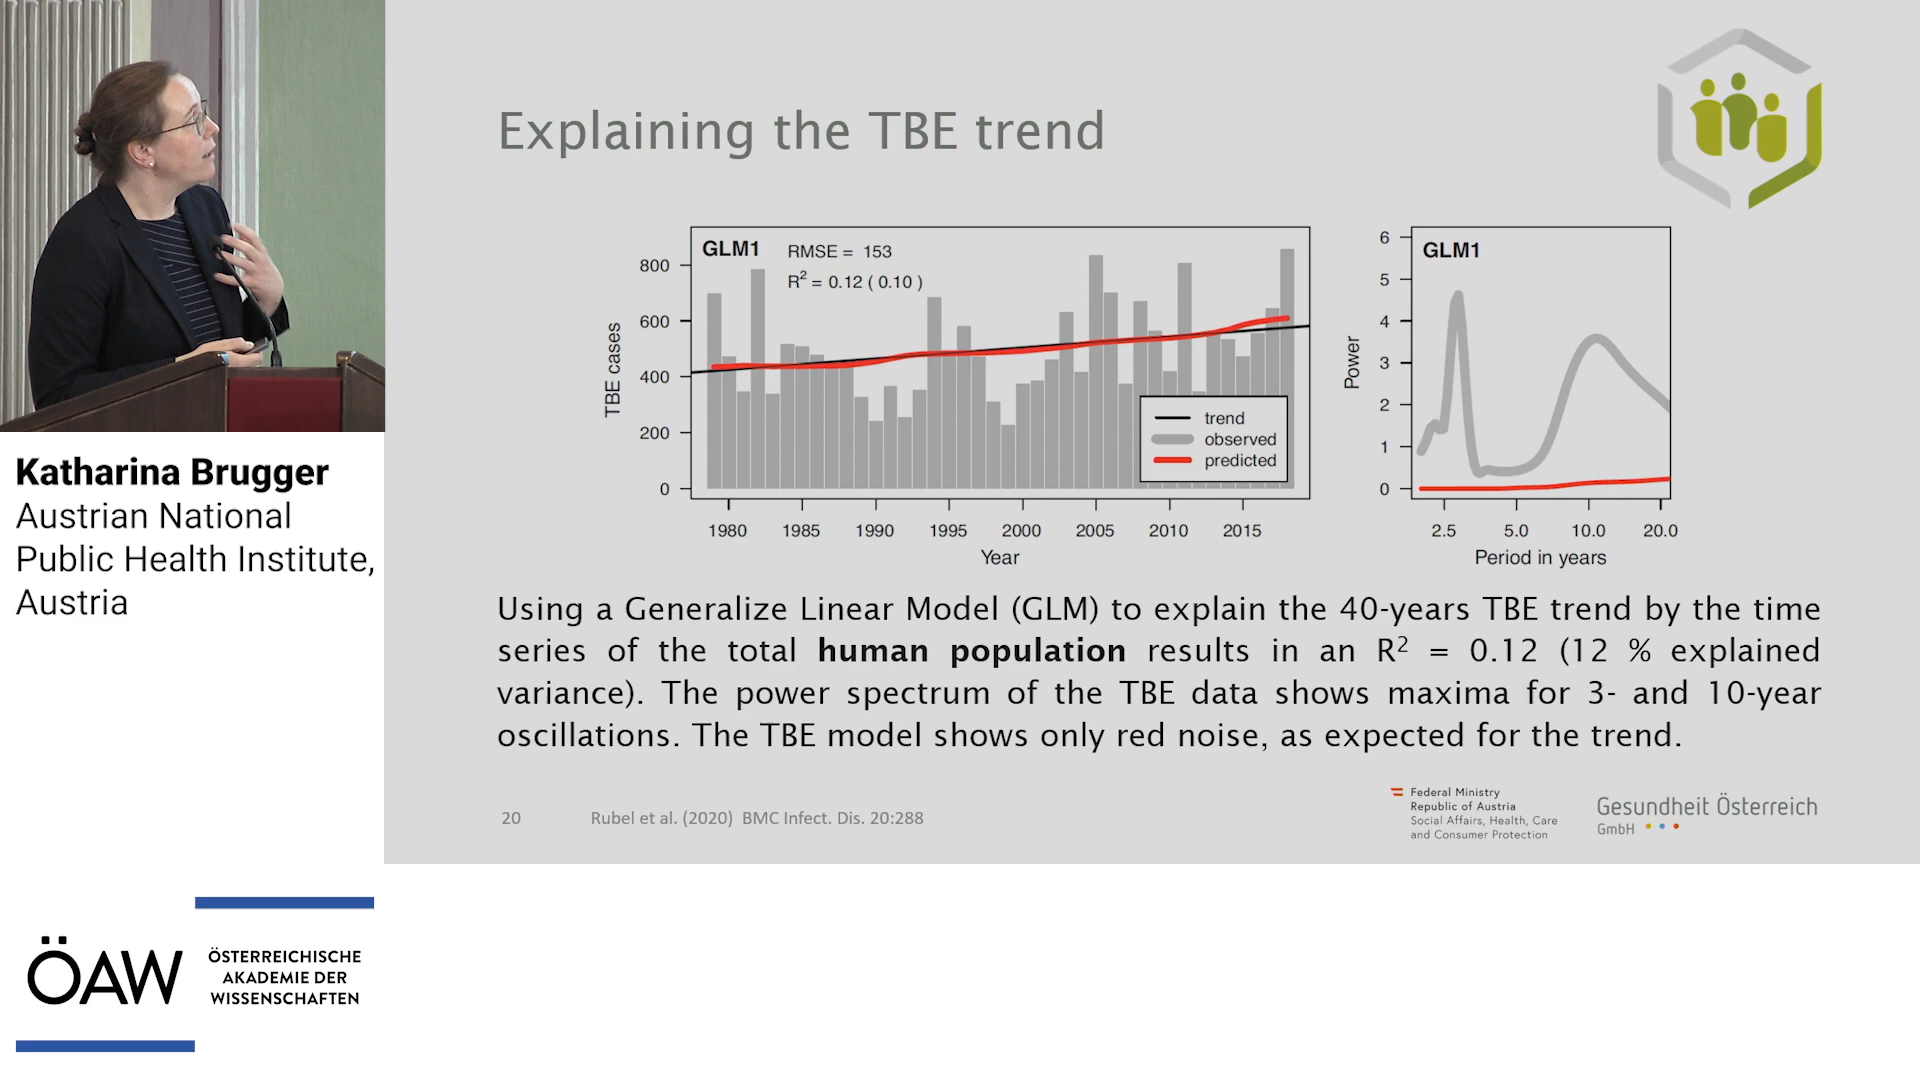 Explaining the TBE trend
GLM1
RMSE = 153
R² = 0.12 ( 0.10 )
TBE cases
800
600
400
200
0
trend
observed
predicted
1980 1985 1990 1995 2000 2005 2010 2015
Year
GLM1
Power
6
5
4
3
2
1
0
2.5 5.0 10.0 20.0
Period in years
Using a Generalize Linear Model (GLM) to explain the 40-years TBE trend by the time
series of the total human population results in an R² = 0.12 (12 % explained
variance). The power spectrum of the TBE data shows maxima for 3- and 10-year
oscillations. The TBE model shows only red noise, as expected for the trend.
20 Rubel et al. (2020) BMC Infect. Dis. 20:288
Federal Ministry
Republic of Austria
Social Affairs, Health, Care
and Consumer Protection
Gesundheit Österreich
GmbH
Katharina Brugger
Austrian National
Public Health Institute,
Austria
ÖAW
ÖSTERREICHISCHE
AKADEMIE DER
WISSENSCHAFTEN